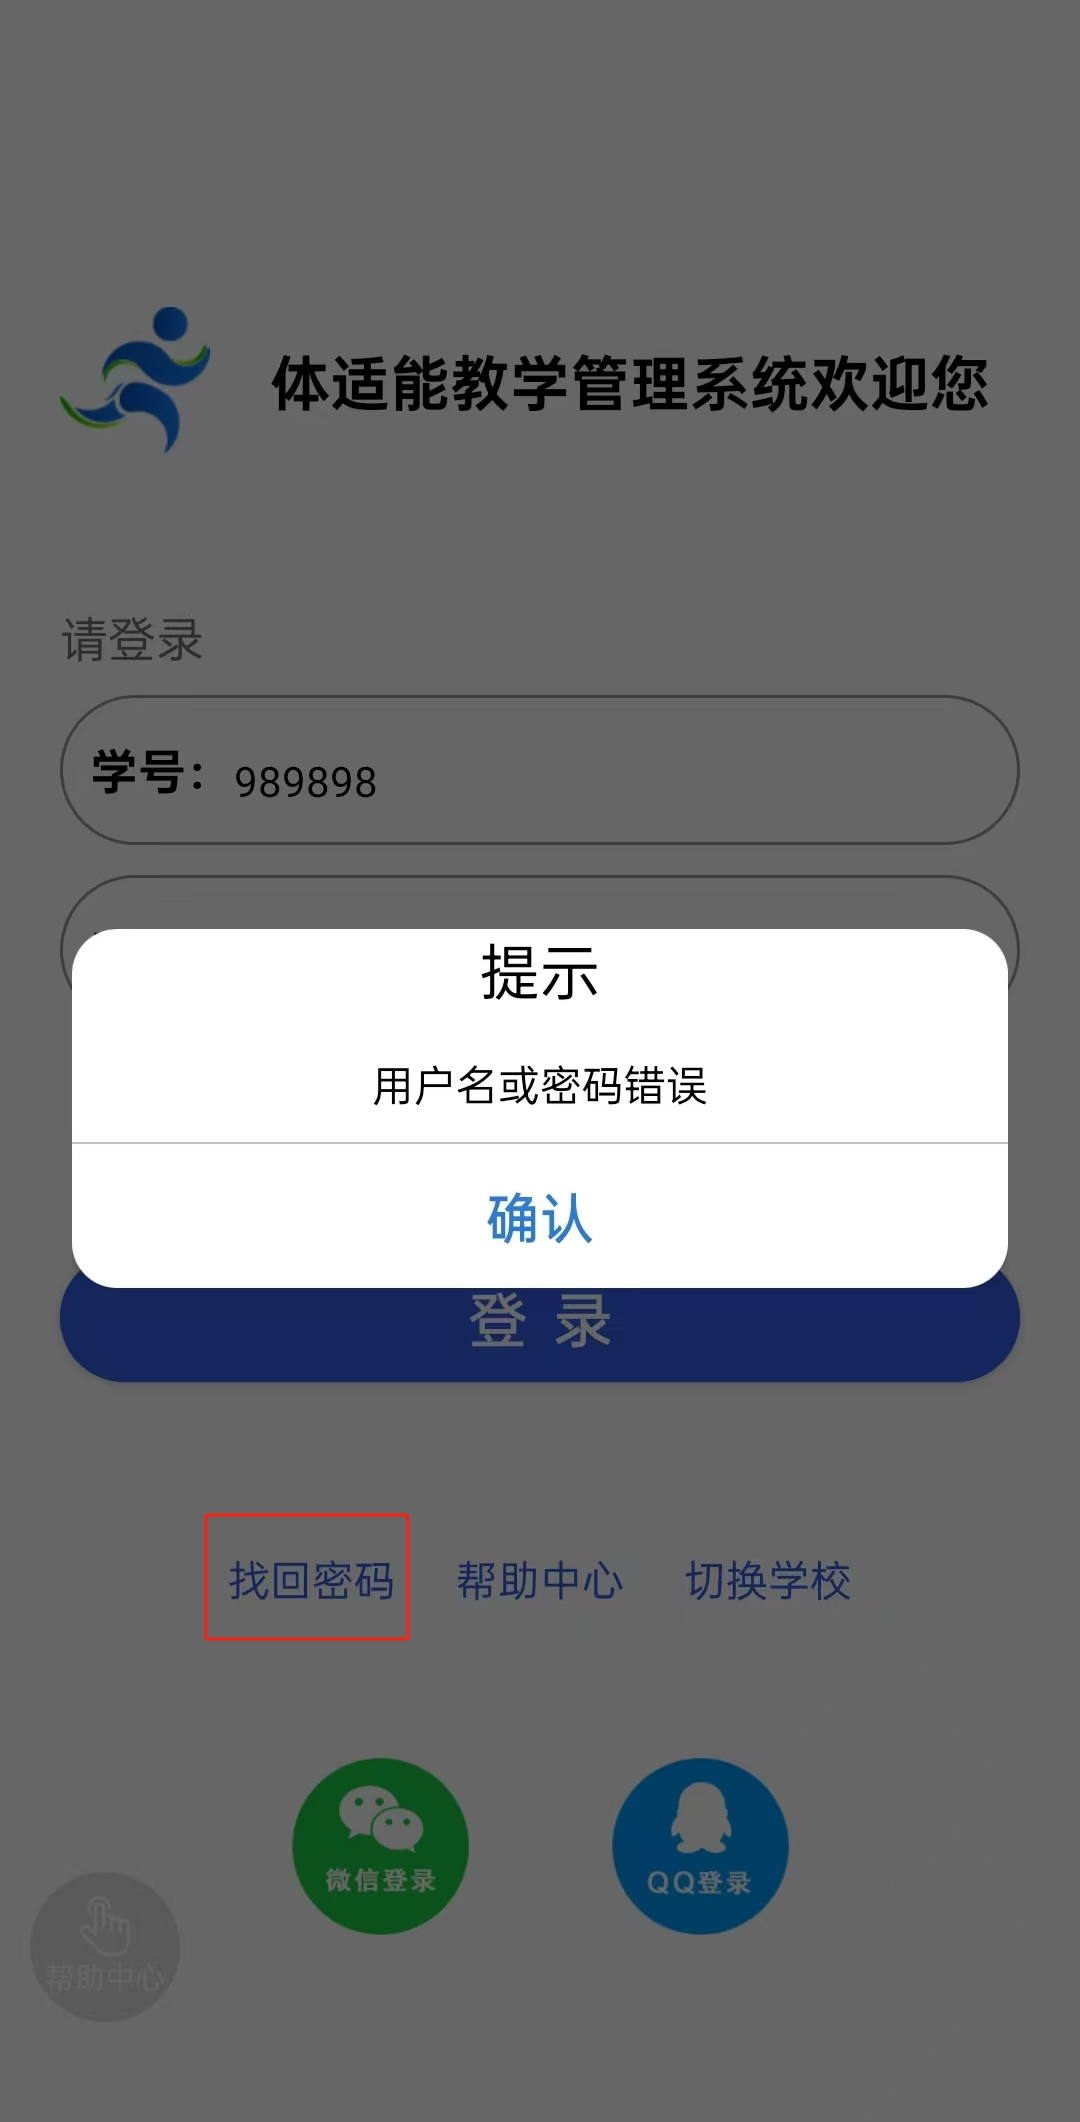 体适能教学管理系统欢迎您
请登录
学号：989898
提示
用户名或密码错误
确认
登 录
找回密码 帮助中心 切换学校
微信登录 QQ登录
帮助中心